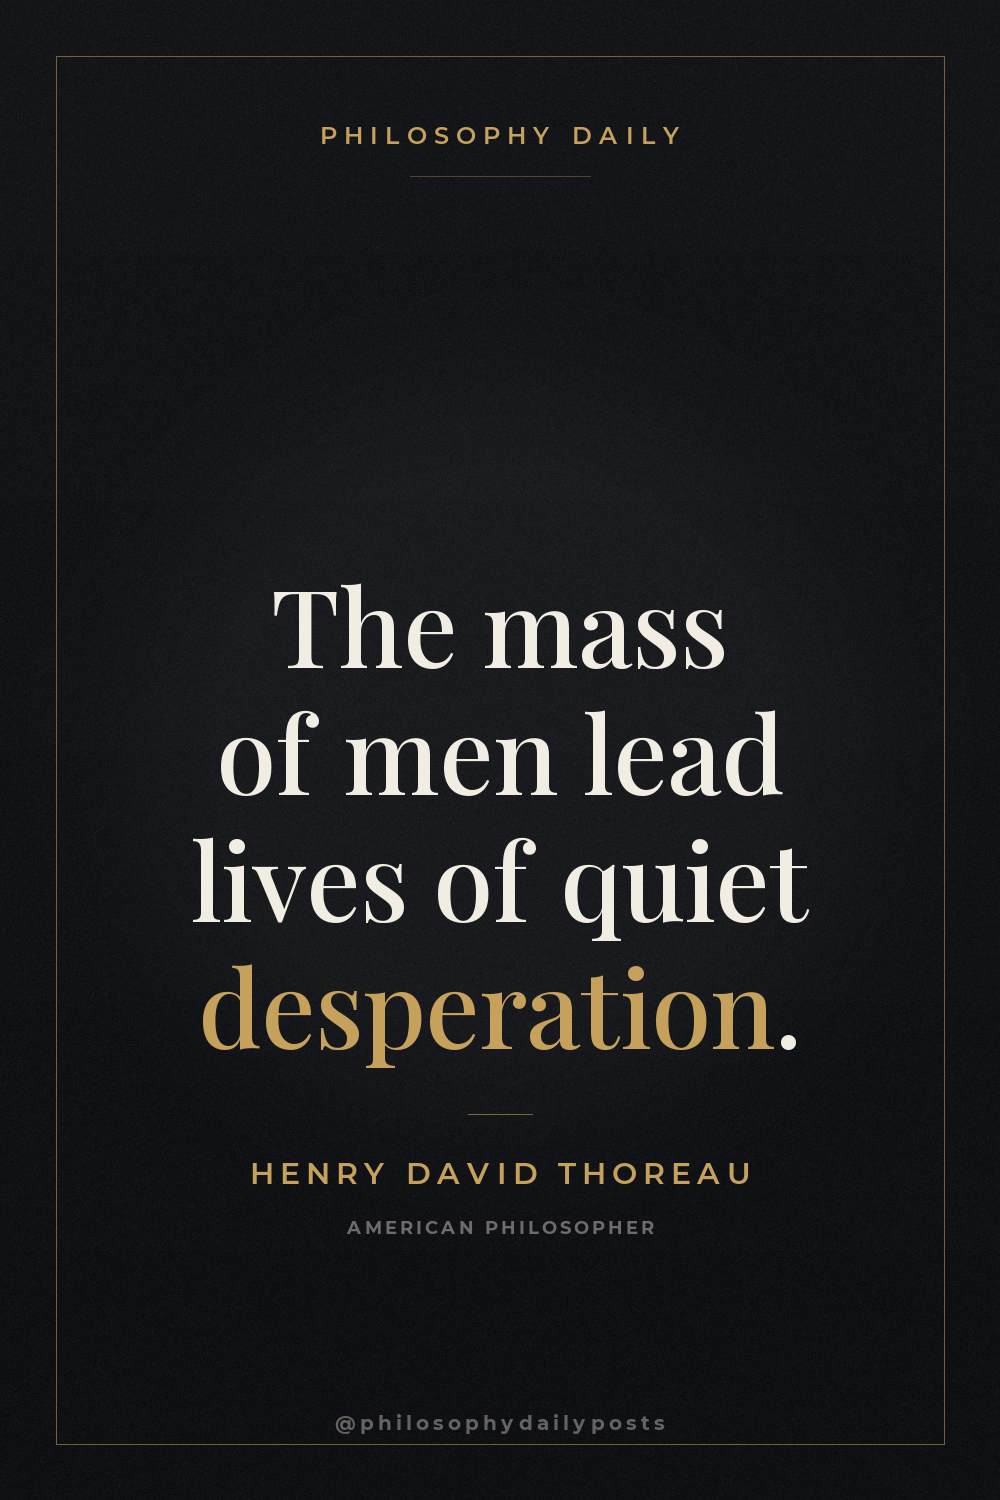 PHILOSOPHY DAILY
The mass
of men lead
lives of quiet
desperation.
HENRY DAVID THOREAU
AMERICAN PHILOSOPHER
@philosophydailyposts